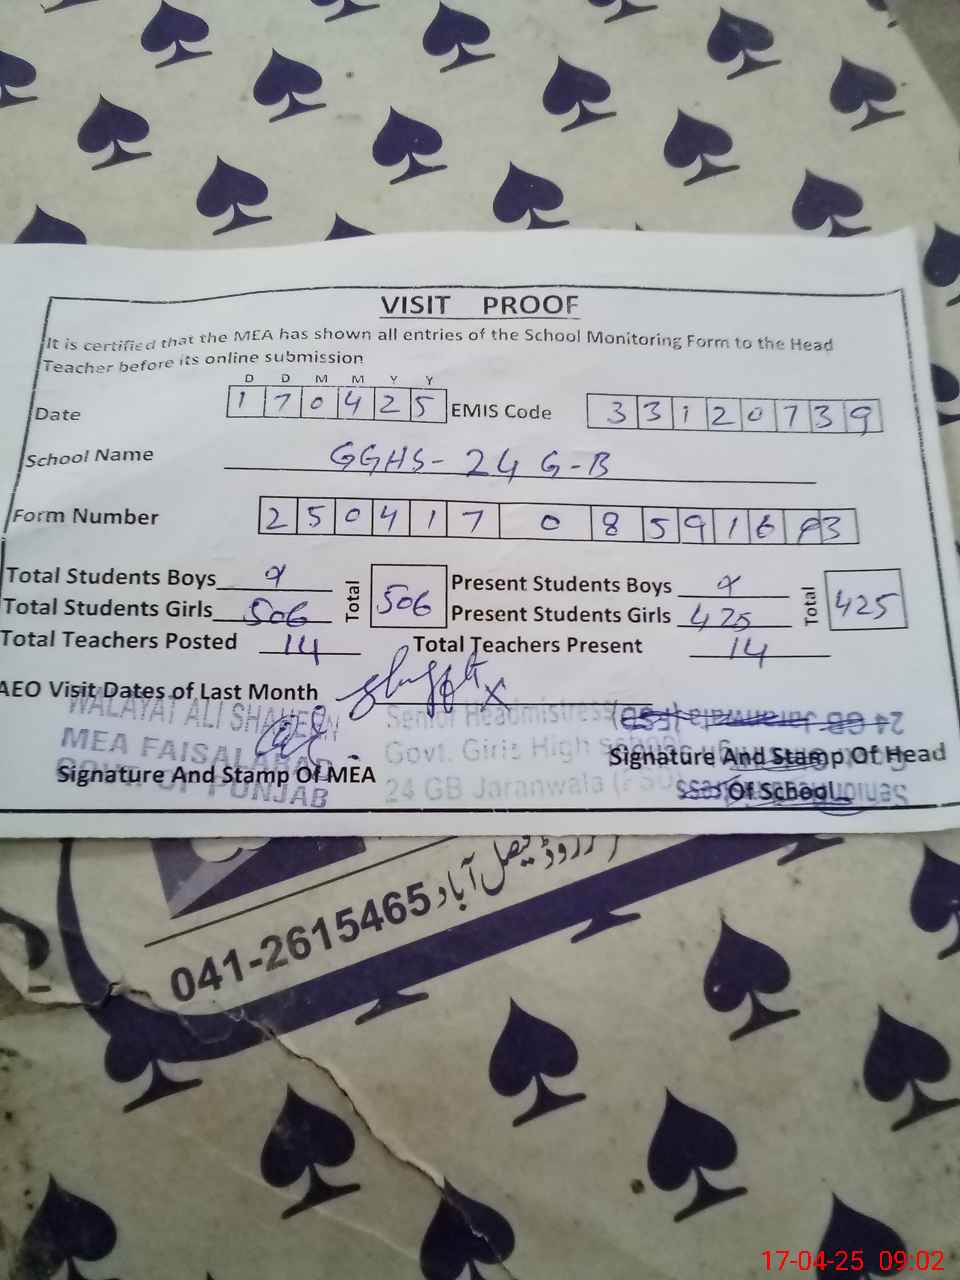 VISIT PROOF
It is certified that the MEA has shown all entries of the School Monitoring Form to the Head
Teacher before its online submission
D D M M Y Y
Date 1 7 0 4 2 5 EMIS Code 3 3 1 2 0 7 3 9
School Name GGHS- 24 G-B
Form Number 2 5 0 4 1 7 0 8 5 9 1 6 3
Total Students Boys Total 506 Present Students Boys Total 425
Total Students Girls 506 Present Students Girls 425
Total Teachers Posted 14 Total Teachers Present 14
AEO Visit Dates of Last Month x
WALAYAT ALI SHAHEEN
MEA FAISALABAD
GOVT. OF PUNJAB
Signature And Stamp Of MEA
Senior Headmistress
Govt. Girls High School
24 GB Jaranwala (FSD)
Signature And Stamp Of Head
Of School
فیصل آباد
041-2615465
17-04-25 09:02